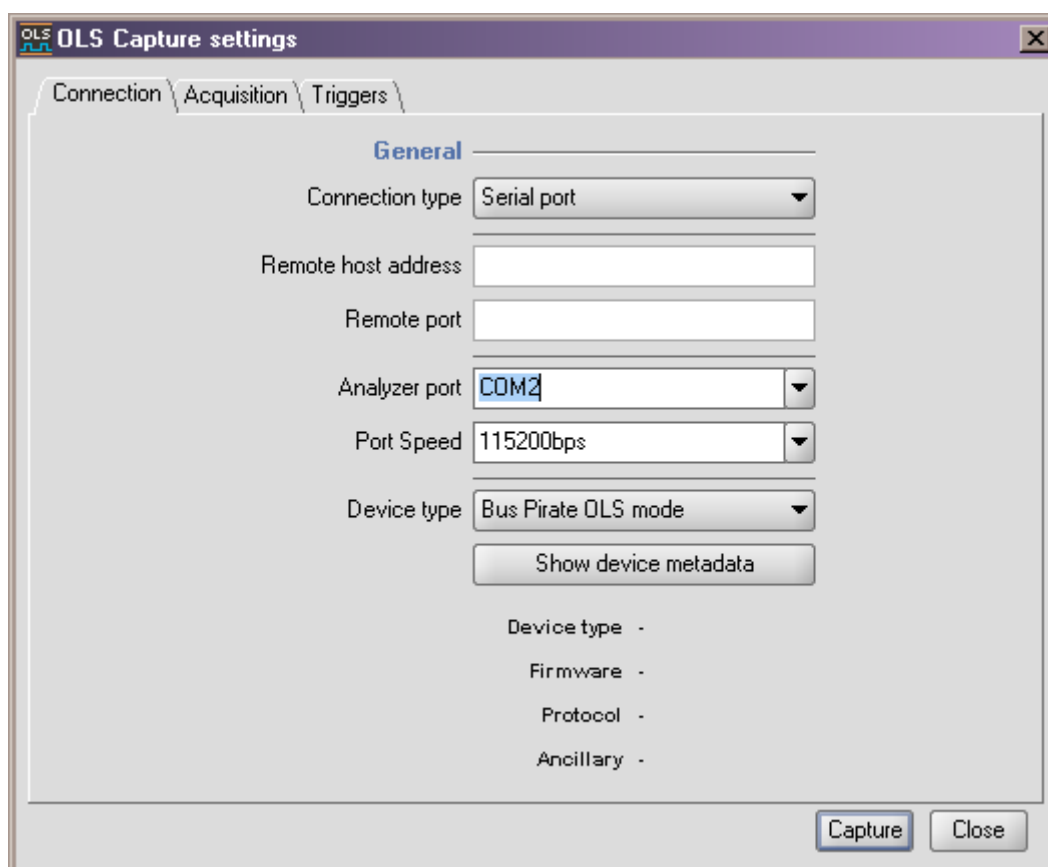 OLS OLS Capture settings
Connection Acquisition Triggers
General
Connection type Serial port
Remote host address
Remote port
Analyzer port COM2
Port Speed 115200bps
Device type Bus Pirate OLS mode
Show device metadata
Device type -
Firmware -
Protocol -
Ancillary -
Capture Close